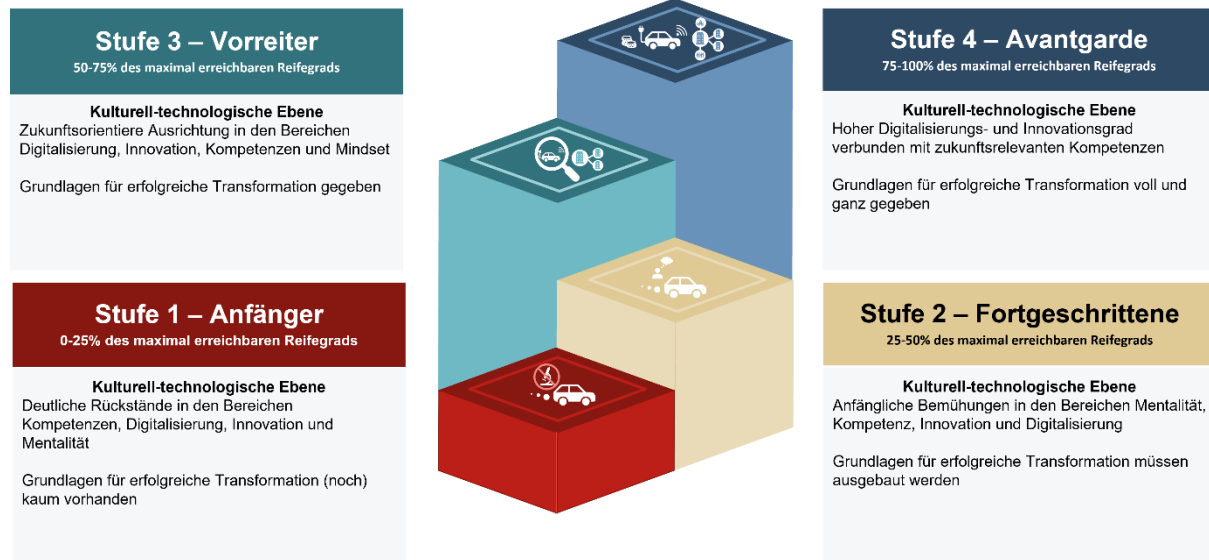 Stufe 3 – Vorreiter
50-75% des maximal erreichbaren Reifegrads
Kulturell-technologische Ebene
Zukunftsorientiere Ausrichtung in den Bereichen
Digitalisierung, Innovation, Kompetenzen und Mindset
Grundlagen für erfolgreiche Transformation gegeben
Stufe 4 – Avantgarde
75-100% des maximal erreichbaren Reifegrads
Kulturell-technologische Ebene
Hoher Digitalisierungs- und Innovationsgrad
verbunden mit zukunftsrelevanten Kompetenzen
Grundlagen für erfolgreiche Transformation voll und
ganz gegeben
Stufe 1 – Anfänger
0-25% des maximal erreichbaren Reifegrads
Kulturell-technologische Ebene
Deutliche Rückstände in den Bereichen
Kompetenzen, Digitalisierung, Innovation und
Mentalität
Grundlagen für erfolgreiche Transformation (noch)
kaum vorhanden
Stufe 2 – Fortgeschrittene
25-50% des maximal erreichbaren Reifegrads
Kulturell-technologische Ebene
Anfängliche Bemühungen in den Bereichen Mentalität,
Kompetenz, Innovation und Digitalisierung
Grundlagen für erfolgreiche Transformation müssen
ausgebaut werden